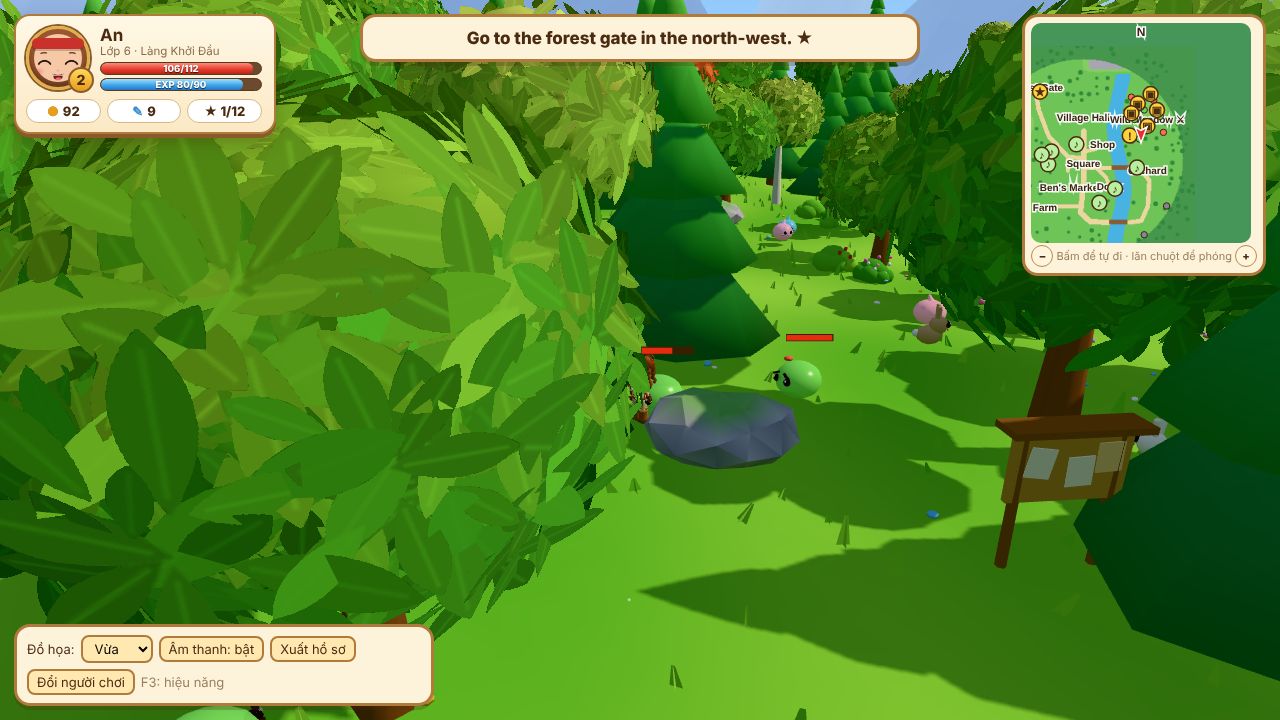 An
Lớp 6 · Làng Khởi Đầu
106/112
EXP 80/90
2
92
9
★ 1/12
Go to the forest gate in the north-west. ★
N
Village Hall
Shop
Square
Ben's Marke
Farm
− Bấm để tự đi · lăn chuột để phóng +
Đồ họa: Vừa Âm thanh: bật Xuất hồ sơ
Đổi người chơi F3: hiệu năng